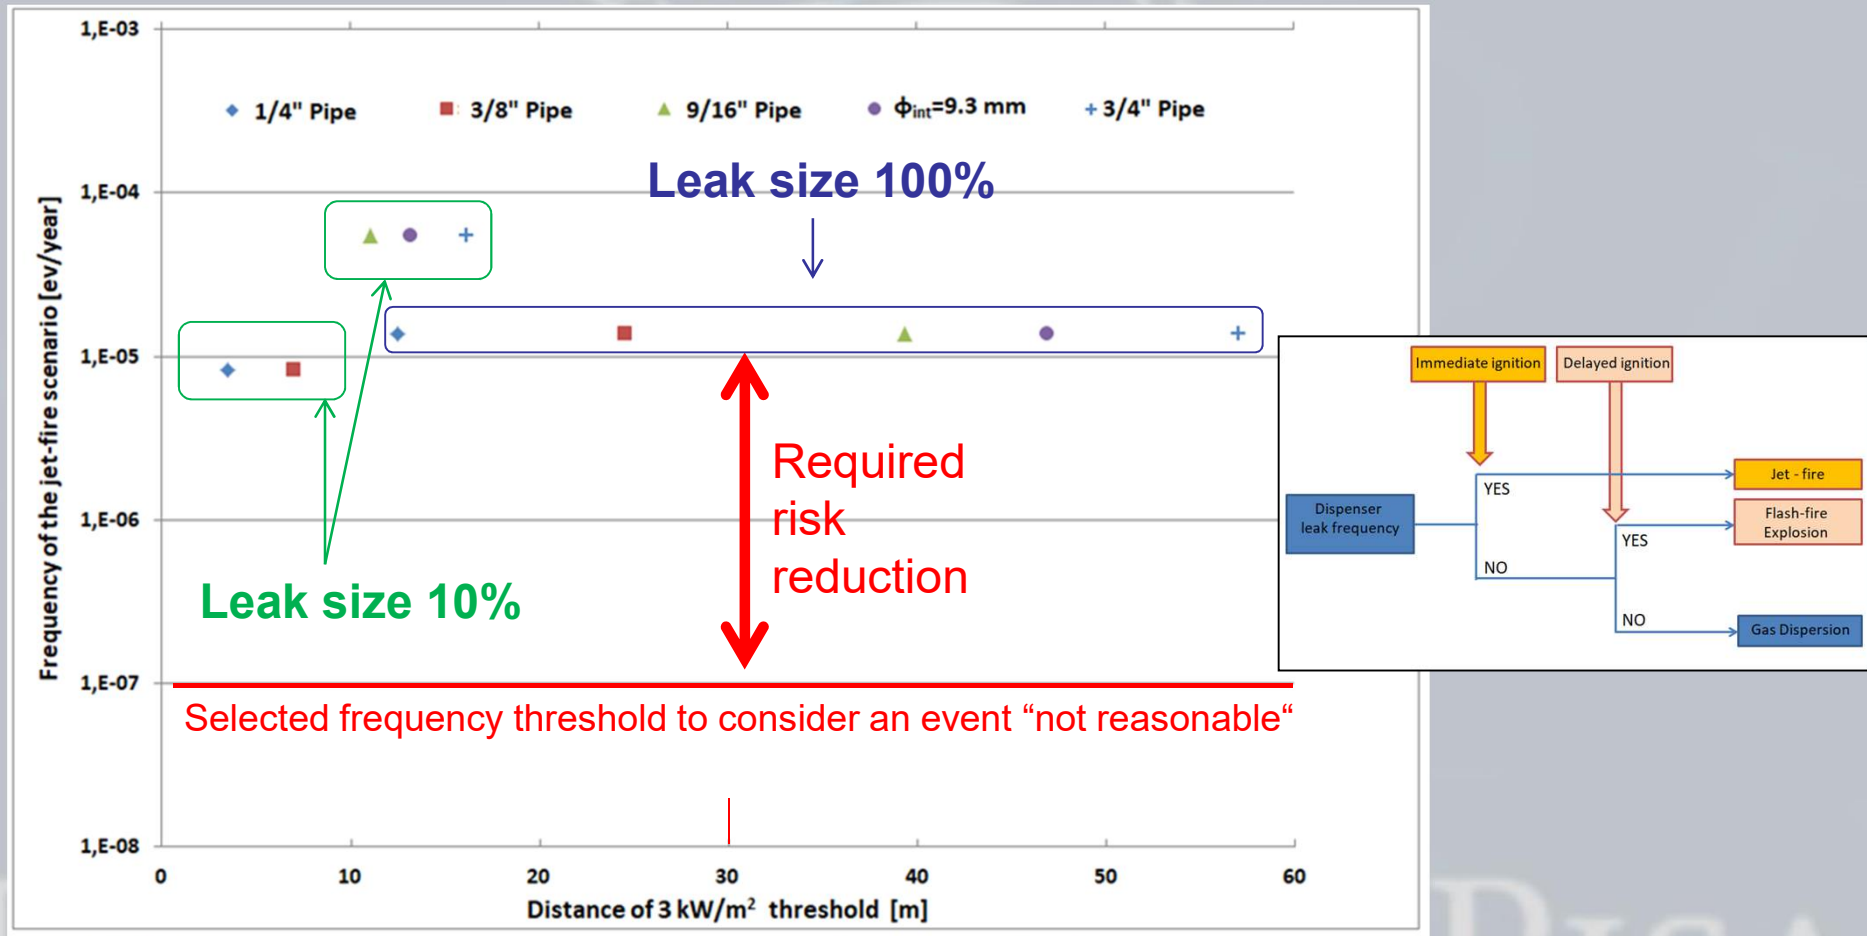 1,E-03
1/4" Pipe
3/8" Pipe
9/16" Pipe
ϕint=9.3 mm
3/4" Pipe
Leak size 100%
1,E-04
1,E-05
1,E-06
1,E-07
1,E-08
Frequency of the jet-fire scenario [ev/year]
Required
risk
reduction
Leak size 10%
Selected frequency threshold to consider an event “not reasonable“
0
10
20
30
40
50
60
Distance of 3 kW/m² threshold [m]
Immediate ignition
Delayed ignition
Dispenser
leak frequency
YES
NO
YES
NO
Jet - fire
Flash-fire
Explosion
Gas Dispersion